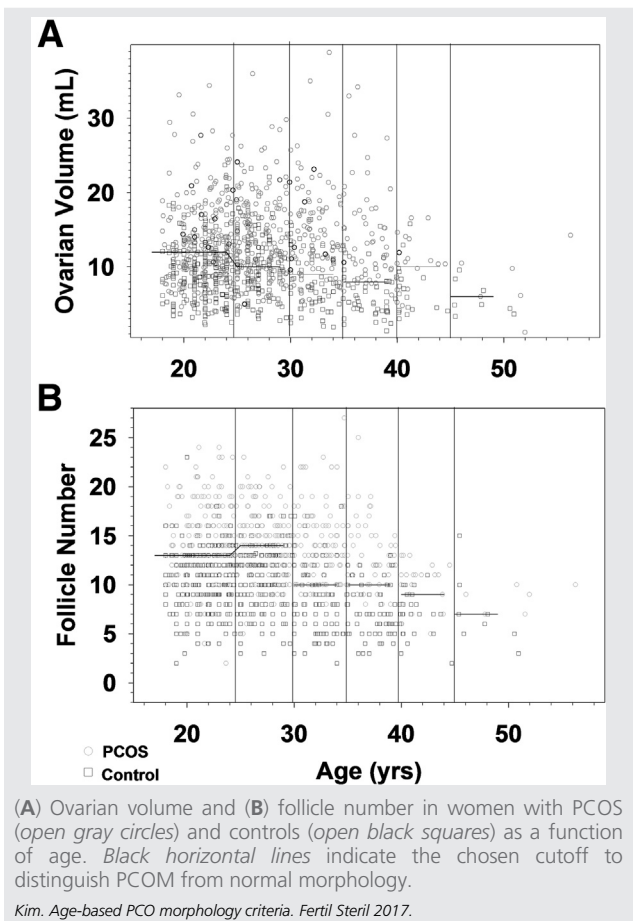 A
Ovarian Volume (mL)
30
20
10
20 30 40 50
B
Follicle Number
25
20
15
10
5
0
20 30 40 50
PCOS
Control
Age (yrs)
(A) Ovarian volume and (B) follicle number in women with PCOS
(open gray circles) and controls (open black squares) as a function
of age. Black horizontal lines indicate the chosen cutoff to
distinguish PCOM from normal morphology.
Kim. Age-based PCO morphology criteria. Fertil Steril 2017.